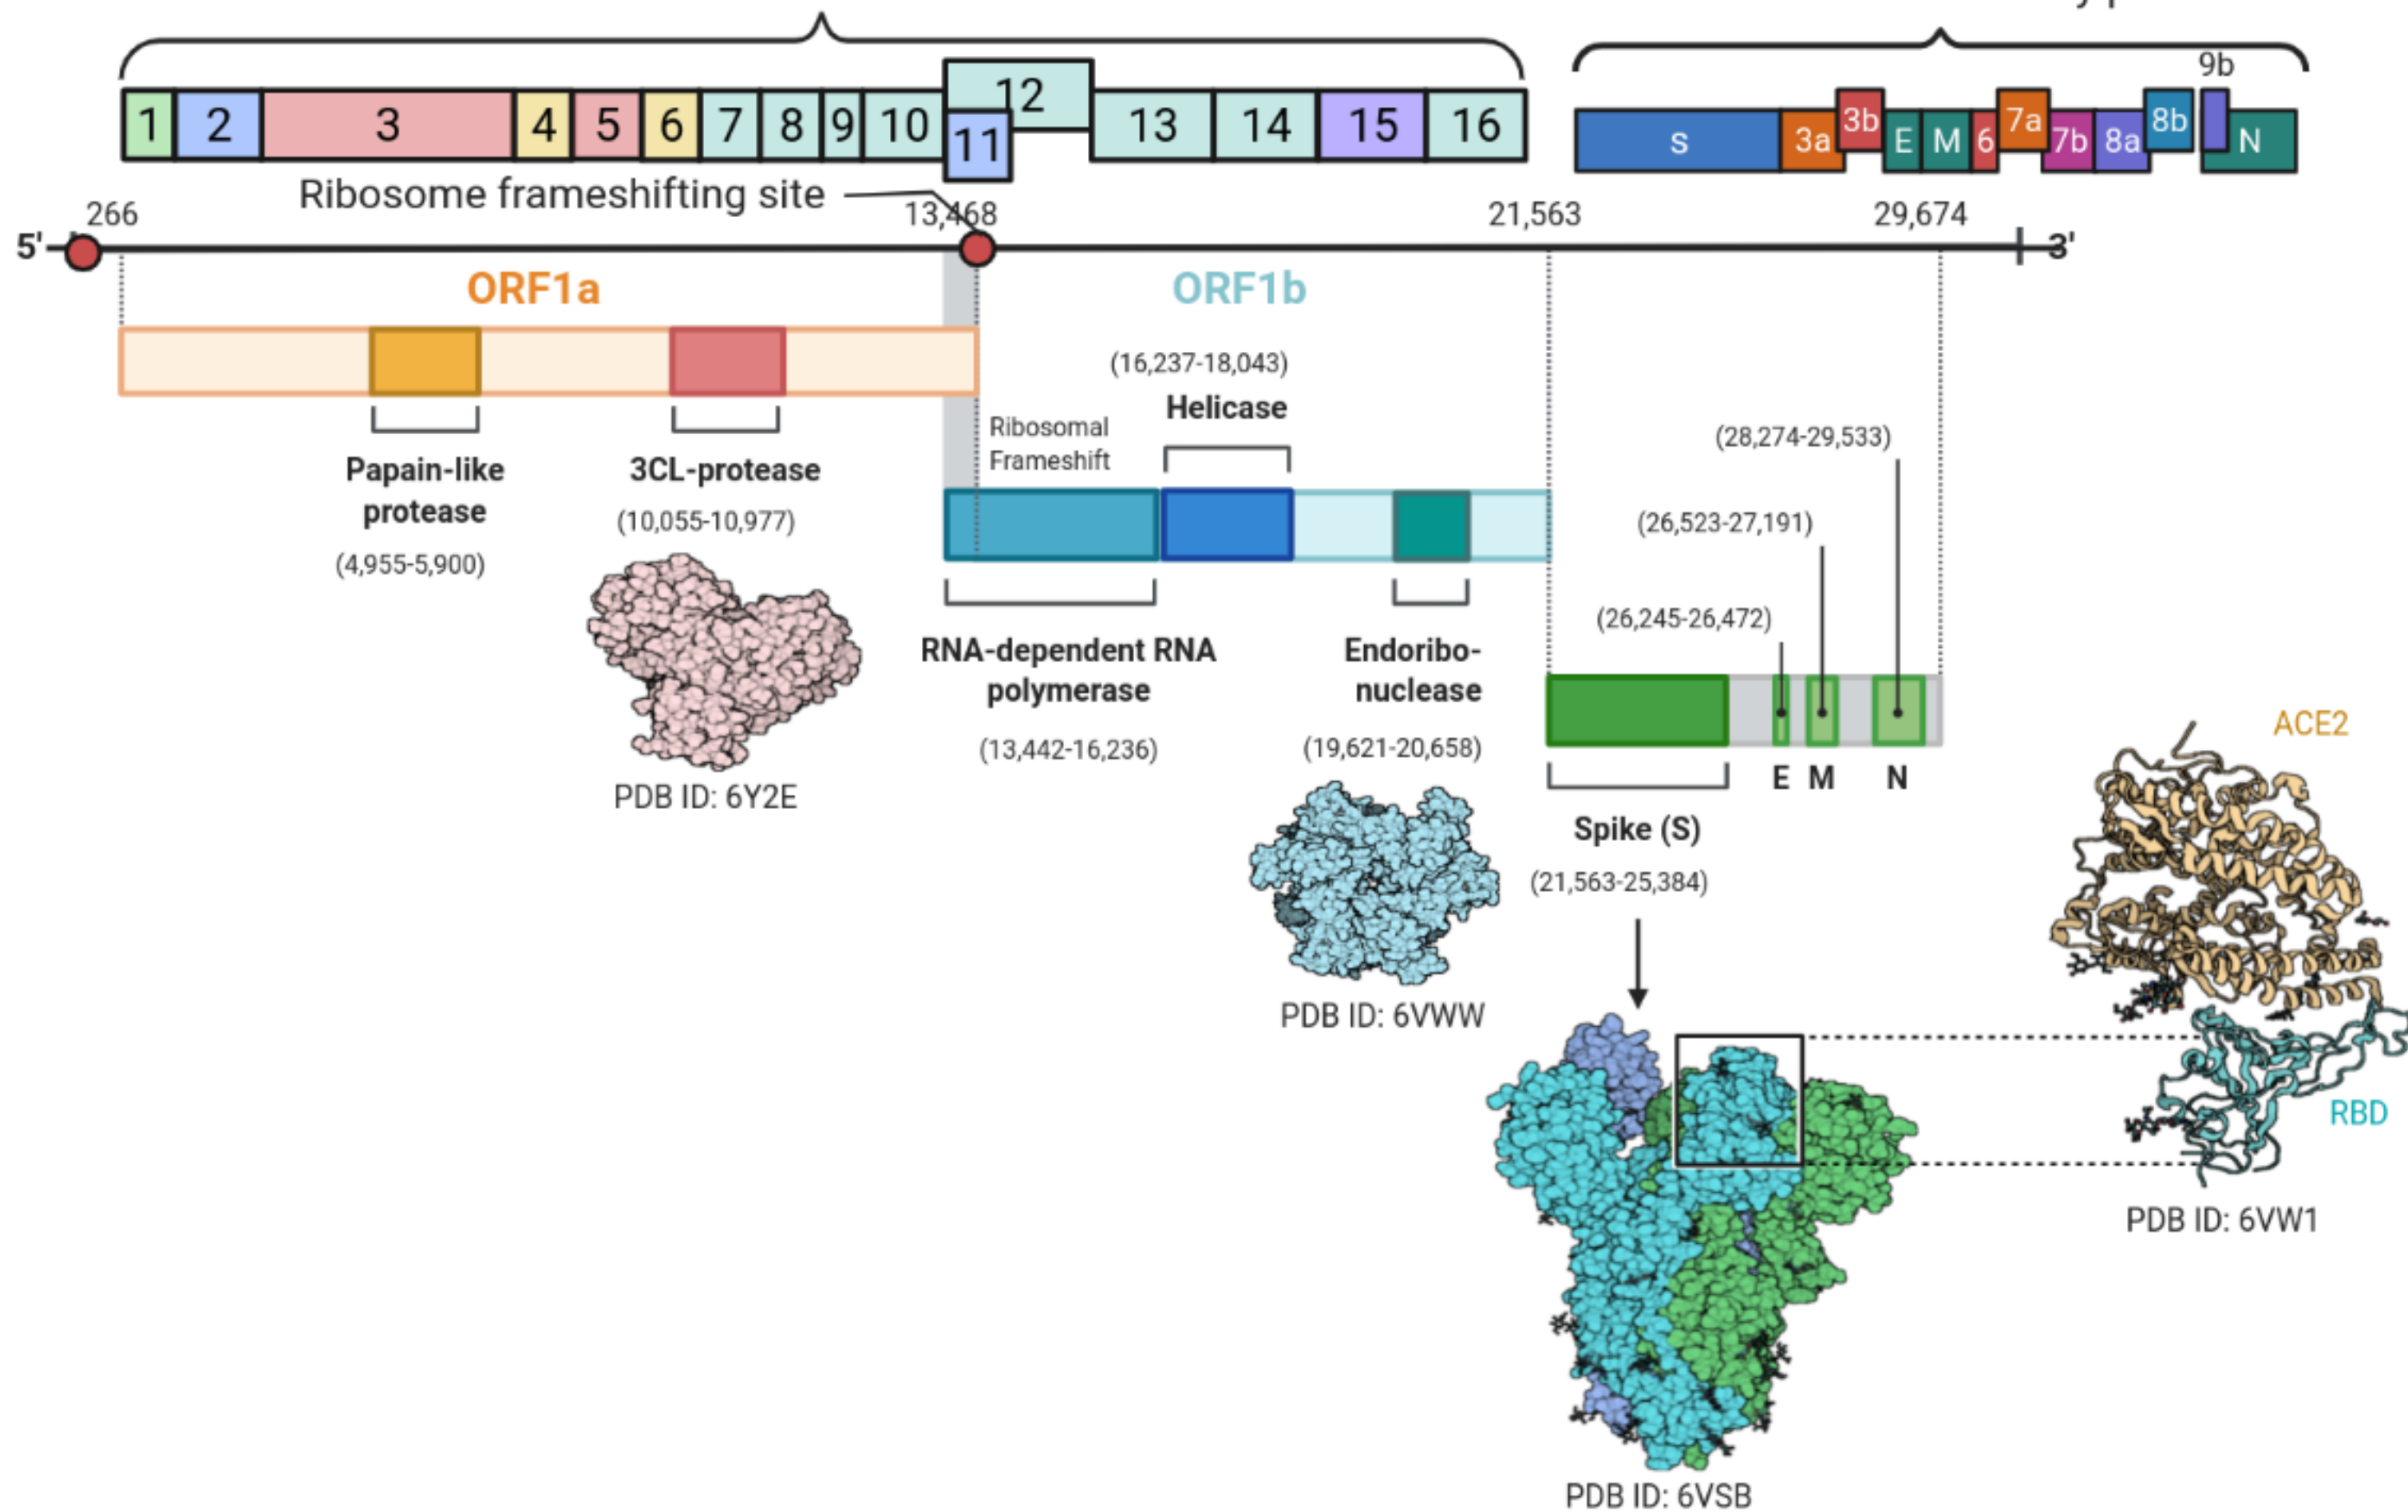 9b
1 2 3 4 5 6 7 8 9 10 11 12 13 14 15 16
S 3a 3b E M 6 7a 7b 8a 8b N
Ribosome frameshifting site
266 13,468 21,563 29,674
5' 3'
ORF1a ORF1b
(16,237-18,043)
Helicase
Ribosomal
Frameshift
Papain-like
protease
(4,955-5,900)
3CL-protease
(10,055-10,977)
PDB ID: 6Y2E
RNA-dependent RNA
polymerase
(13,442-16,236)
Endoribo-
nuclease
(19,621-20,658)
PDB ID: 6VWW
(28,274-29,533)
(26,523-27,191)
(26,245-26,472)
E M N
Spike (S)
(21,563-25,384)
ACE2
RBD
PDB ID: 6VW1
PDB ID: 6VSB